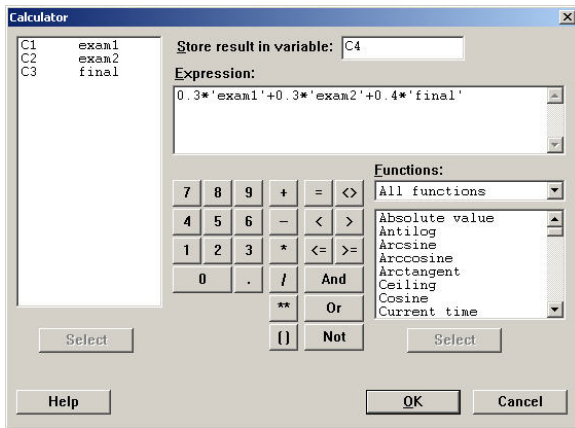 Calculator
C1 exam1
C2 exam2
C3 final
Store result in variable: C4
Expression:
0.3*'exam1'+0.3*'exam2'+0.4*'final'
Functions:
All functions
7 8 9 + = <>
4 5 6 - < >
1 2 3 * <= >=
0 . / And
** Or
() Not
Absolute value
Antilog
Arcsine
Arccosine
Arctangent
Ceiling
Cosine
Current time
Select
Select
Help
OK
Cancel